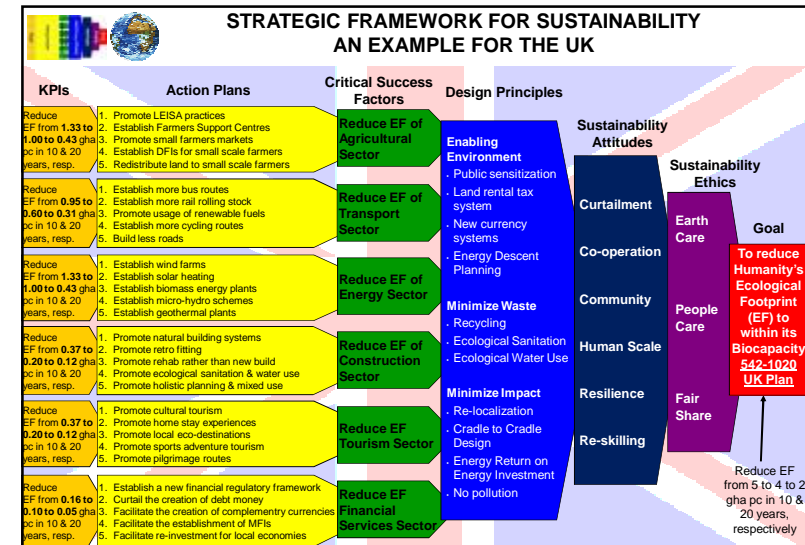 STRATEGIC FRAMEWORK FOR SUSTAINABILITY
AN EXAMPLE FOR THE UK
KPIs
Action Plans
Critical Success
Factors
Design Principles
Sustainability
Attitudes
Sustainability
Ethics
Goal
Reduce
EF from 1.33 to
1.00 to 0.43 gha
pc in 10 & 20
years, resp.
1. Promote LEISA practices
2. Establish Farmers Support Centres
3. Promote small farmers markets
4. Establish DFIs for small scale farmers
5. Redistribute land to small farmers
Reduce EF of
Agricultural
Sector
Reduce
EF from 0.95 to
0.60 to 0.31 gha
pc in 10 & 20
years, resp.
1. Establish more bus routes
2. Establish more rail rolling stock
3. Promote usage of renewable fuels
4. Establish more cycling routes
5. Build less roads
Reduce EF of
Transport
Sector
Reduce
EF from 1.33 to
1.00 to 0.43 gha
pc in 10 & 20
years, resp.
1. Establish wind farms
2. Establish solar heating
3. Establish biomass energy plants
4. Establish micro-hydro schemes
5. Establish geothermal plants
Reduce EF of
Energy Sector
Reduce
EF from 0.37 to
0.20 to 0.12 gha
pc in 10 & 20
years, resp.
1. Promote natural building systems
2. Promote retro fitting
3. Promote rehab rather than new build
4. Promote ecological sanitation & water use
5. Promote holistic planning & mixed use
Reduce EF of
Construction
Sector
Reduce
EF from 0.37 to
0.20 to 0.12 gha
pc in 10 & 20
years, resp.
1. Promote cultural tourism
2. Promote home stay experiences
3. Promote local eco-destinations
4. Promote sports adventure tourism
5. Promote pilgrimage routes
Reduce EF
Tourism Sector
Reduce
EF from 0.16 to
0.10 to 0.05 gha
pc in 10 & 20
years, resp.
1. Establish a new financial regulatory framework
2. Curtail the creation of debt money
3. Facilitate the creation of complementry currencies
4. Facilitate the establishment of MFIs
5. Facilitate re-investment for local economies
Reduce EF
Financial
Services Sector
Enabling
Environment
. Public sensitization
. Land rental tax
system
. New currency
systems
. Energy Descent
Planning
Minimize Waste
. Recycling
. Ecological Sanitation
. Ecological Water Use
Minimize Impact
. Re-localization
. Cradle to Cradle
Design
. Energy Return on
Energy Investment
. No pollution
Curtailment
Co-operation
Community
Human Scale
Resilience
Re-skilling
Earth
Care
People
Care
Fair
Share
To reduce
Humanity's
Ecological
Footprint
(EF) to
within its
Biocapacity
542-1020
UK Plan
Reduce EF
from 5 to 4 to 2
gha pc in 10 &
20 years,
respectively